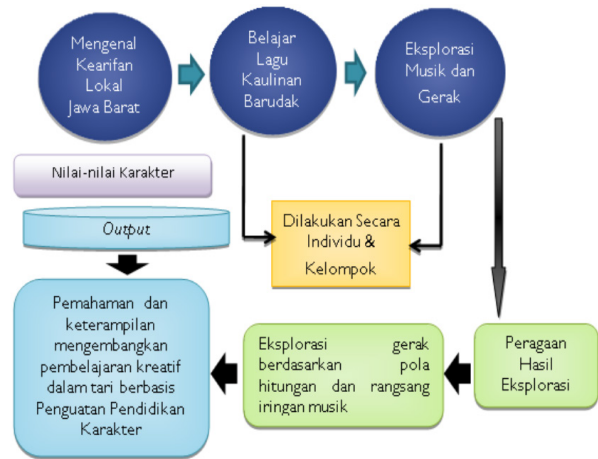 Mengenal
Kearifan
Lokal
Jawa Barat
Belajar
Lagu
Kaulinan
Barudak
Eksplorasi
Musik dan
Gerak
Nilai-nilai Karakter
Output
Dilakukan Secara
Individu &
Kelompok
Pemahaman dan
keterampilan
mengembangkan
pembelajaran kreatif
dalam tari berbasis
Penguatan Pendidikan
Karakter
Eksplorasi gerak
berdasarkan pola
hitungan dan rangsang
iringan musik
Peragaan
Hasil
Eksplorasi